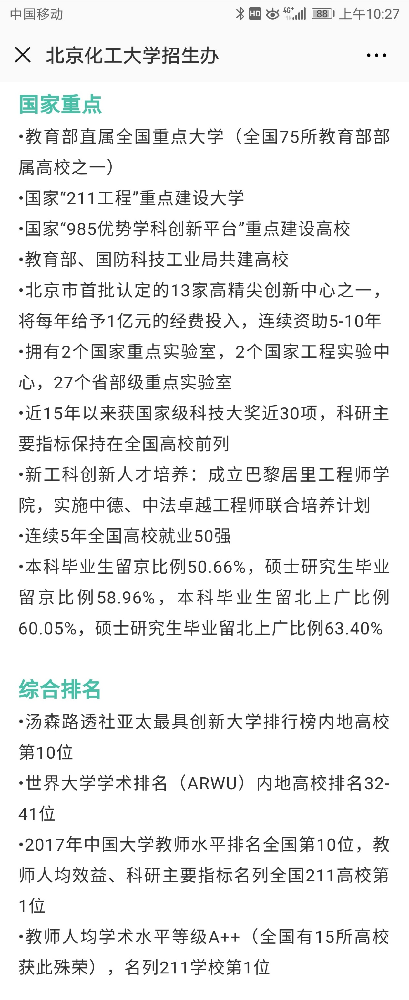 中国移动 HD 4G+ 88 上午10:27
北京化工大学招生办
国家重点
•教育部直属全国重点大学（全国75所教育部部
属高校之一）
•国家“211工程”重点建设大学
•国家“985优势学科创新平台”重点建设高校
•教育部、国防科技工业局共建高校
•北京市首批认定的13家高精尖创新中心之一，
将每年给予1亿元的经费投入，连续资助5-10年
•拥有2个国家重点实验室，2个国家工程实验中
心，27个省部级重点实验室
•近15年以来获国家级科技大奖近30项，科研主
要指标保持在全国高校前列
•新工科创新人才培养：成立巴黎居里工程师学
院，实施中德、中法卓越工程师联合培养计划
•连续5年全国高校就业50强
•本科毕业生留京比例50.66%，硕士研究生毕业
留京比例58.96%，本科毕业生留北上广比例
60.05%，硕士研究生毕业留北上广比例63.40%
综合排名
•汤森路透社亚太最具创新大学排行榜内地高校
第10位
•世界大学学术排名（ARWU）内地高校排名32-
41位
•2017年中国大学教师水平排名全国第10位，教
师人均效益、科研主要指标名列全国211高校第
1位
•教师人均学术水平等级A++（全国有15所高校
获此殊荣），名列211学校第1位